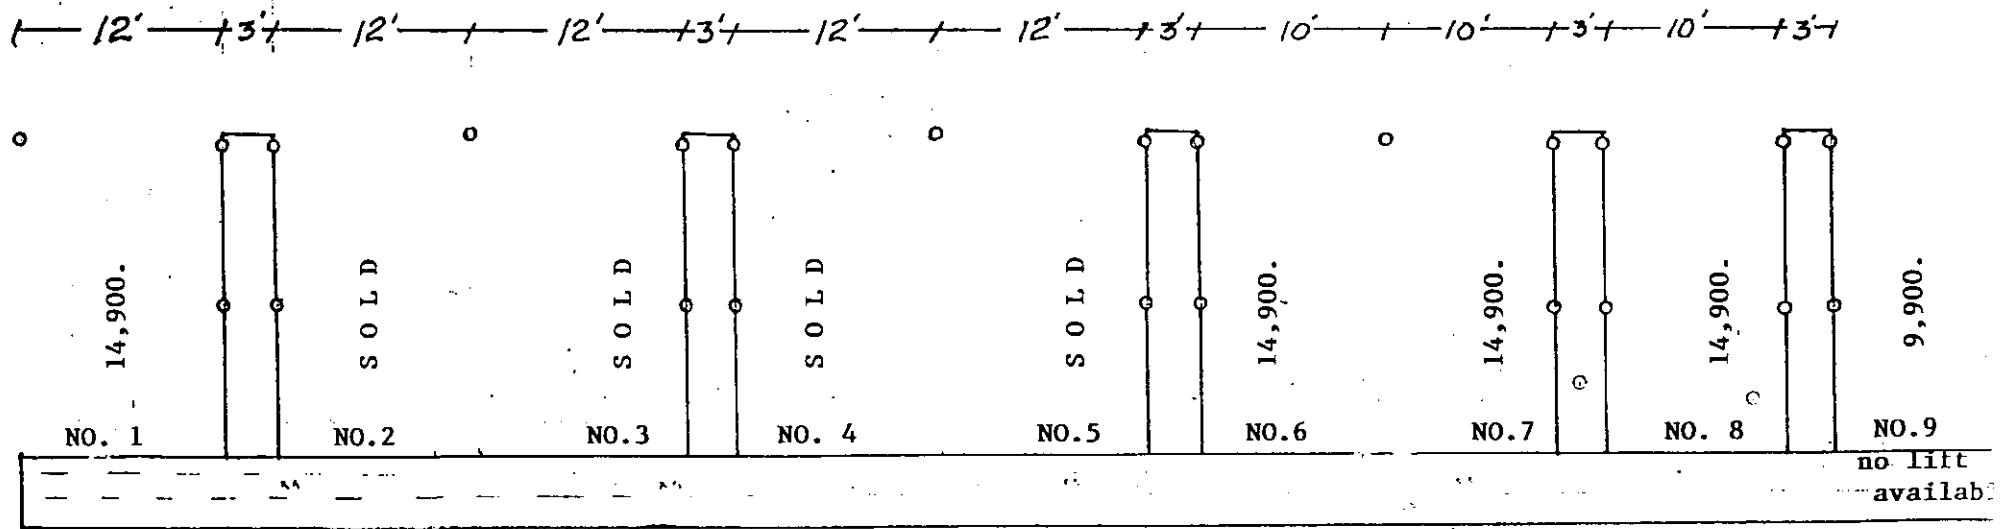 12' 3' 12' 12' 3' 12' 12' 3' 10' 10' 3' 10' 3'
14,900.
SOLD
SOLD
SOLD
SOLD
14,900.
14,900.
14,900.
9,900.
NO. 1 NO.2 NO.3 NO. 4 NO.5 NO.6 NO.7 NO. 8 NO.9
no lift
availab